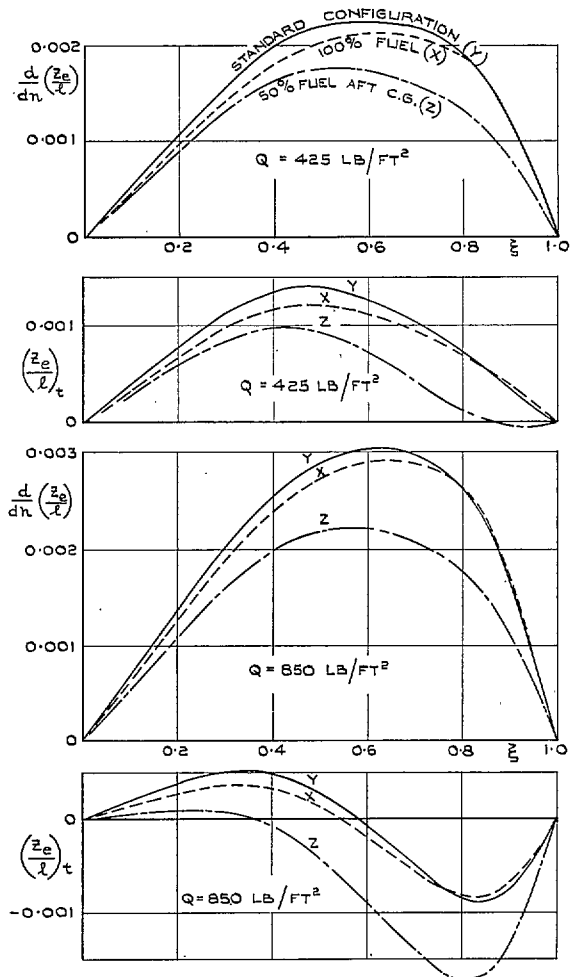 0·002
d/dn (z_e/l)
0·001
0
STANDARD CONFIGURATION (Y)
100% FUEL (X)
50% FUEL AFT C.G. (Z)
Q = 425 LB/FT²
0·2 0·4 0·6 0·8 ξ 1·0
0·001
(z_e/l)_t
0
Y
X
Z
Q = 425 LB/FT²
0·003
d/dn (z_e/l)
0·002
0·001
0
Y
X
Z
Q = 850 LB/FT²
0·2 0·4 0·6 0·8 ξ 1·0
0
(z_e/l)_t
-0·001
Y
X
Z
Q = 850 LB/FT²